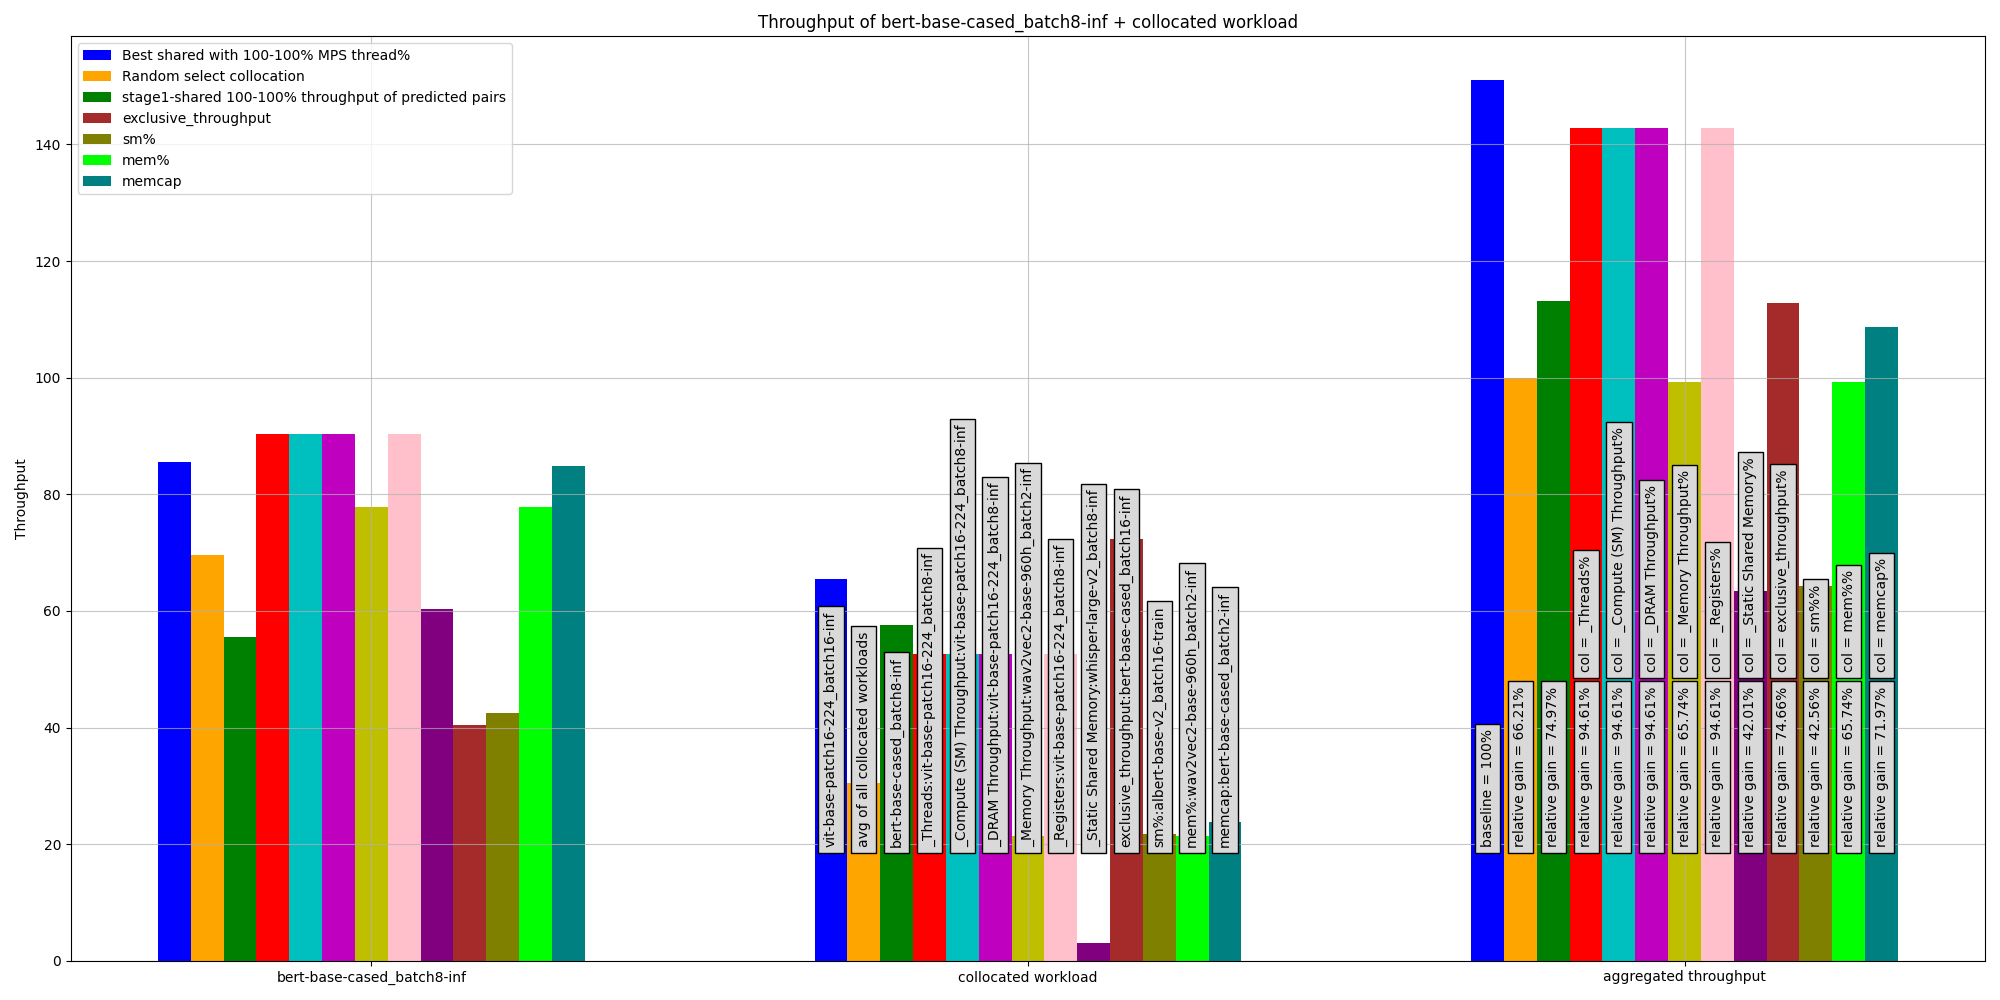 Throughput of bert-base-cased_batch8-inf + collocated workload
Best shared with 100-100% MPS thread%
Random select collocation
stage1-shared 100-100% throughput of predicted pairs
exclusive_throughput
sm%
mem%
memcap
Throughput
0
20
40
60
80
100
120
140
vit-base-patch16-224_batch16-inf
avg of all collocated workloads
bert-base-cased_batch8-inf
_Threads:vit-base-patch16-224_batch8-inf
_Compute (SM) Throughput:vit-base-patch16-224_batch8-inf
_DRAM Throughput:vit-base-patch16-224_batch8-inf
_Memory Throughput:wav2vec2-base-960h_batch2-inf
_Registers:vit-base-patch16-224_batch8-inf
_Static Shared Memory:whisper-large-v2_batch8-inf
exclusive_throughput:bert-base-cased_batch16-inf
sm%:albert-base-v2_batch16-train
mem%:wav2vec2-base-960h_batch2-inf
memcap:bert-base-cased_batch2-inf
baseline = 100%
relative gain = 66.21%
relative gain = 74.97%
relative gain = 94.61%
col = _Threads%
relative gain = 94.61%
col = _Compute (SM) Throughput%
relative gain = 94.61%
col = _DRAM Throughput%
relative gain = 65.74%
col = _Memory Throughput%
relative gain = 94.61%
col = _Registers%
relative gain = 42.01%
col = _Static Shared Memory%
relative gain = 74.66%
col = exclusive_throughput%
relative gain = 42.56%
col = sm%%
relative gain = 65.74%
col = mem%%
relative gain = 71.97%
col = memcap%
bert-base-cased_batch8-inf
collocated workload
aggregated throughput